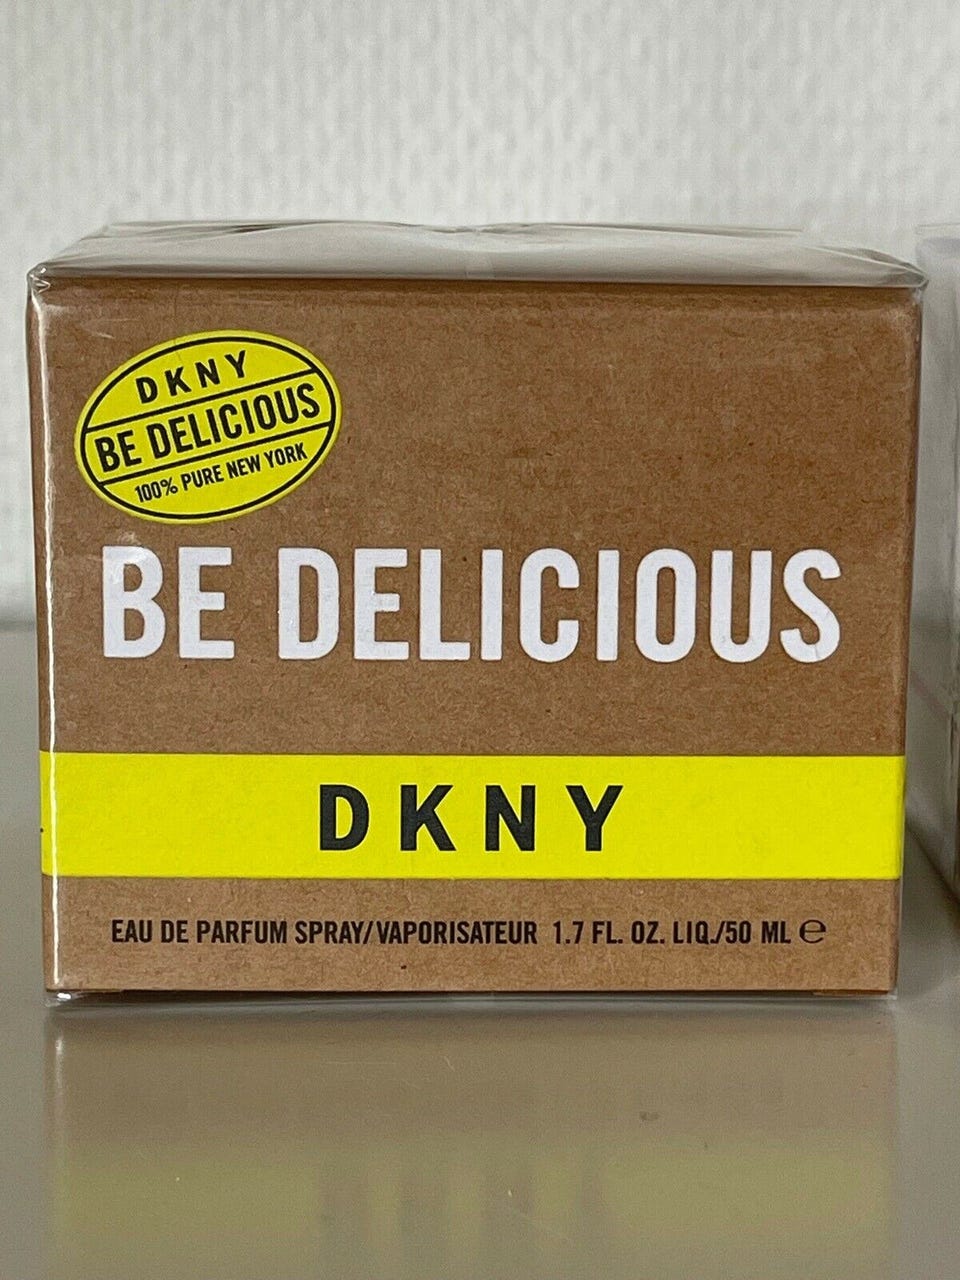 DKNY
BE DELICIOUS
100% PURE NEW YORK
BE DELICIOUS
DKNY
EAU DE PARFUM SPRAY/VAPORISATEUR 1.7 FL. OZ. LIQ./50 ML ℮